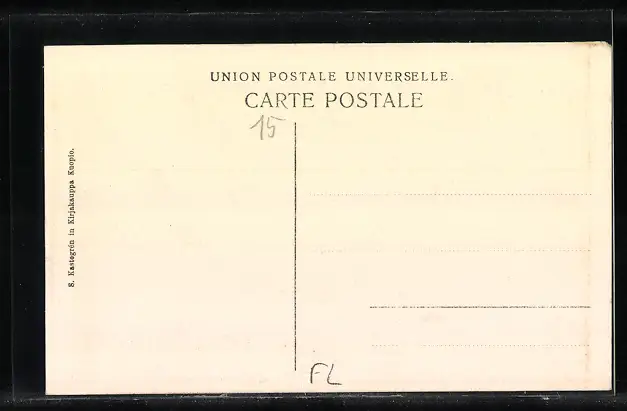 UNION POSTALE UNIVERSELLE.
CARTE POSTALE
15
S. Kastegrén in Kirjakauppa Kuopio.
FL